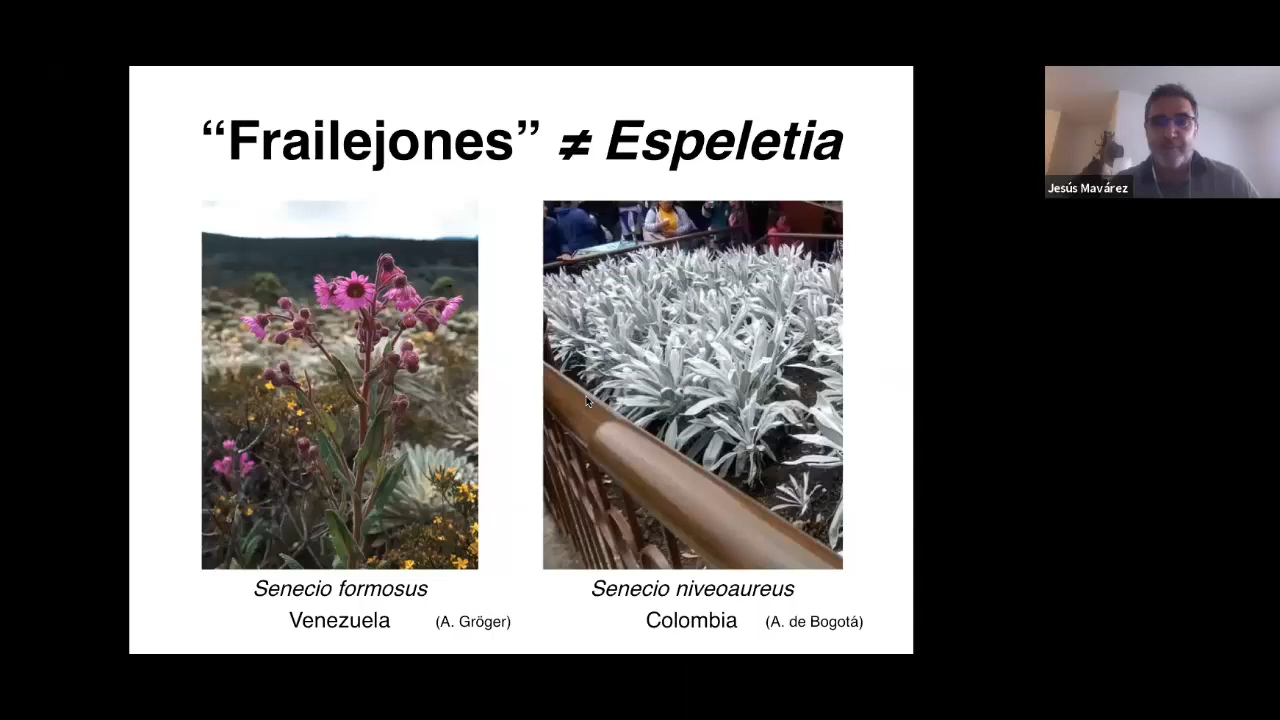 “Frailejones” ≠ Espeletia
Jesús Mavárez
Senecio formosus
Senecio niveoaureus
Venezuela (A. Gröger)
Colombia (A. de Bogotá)